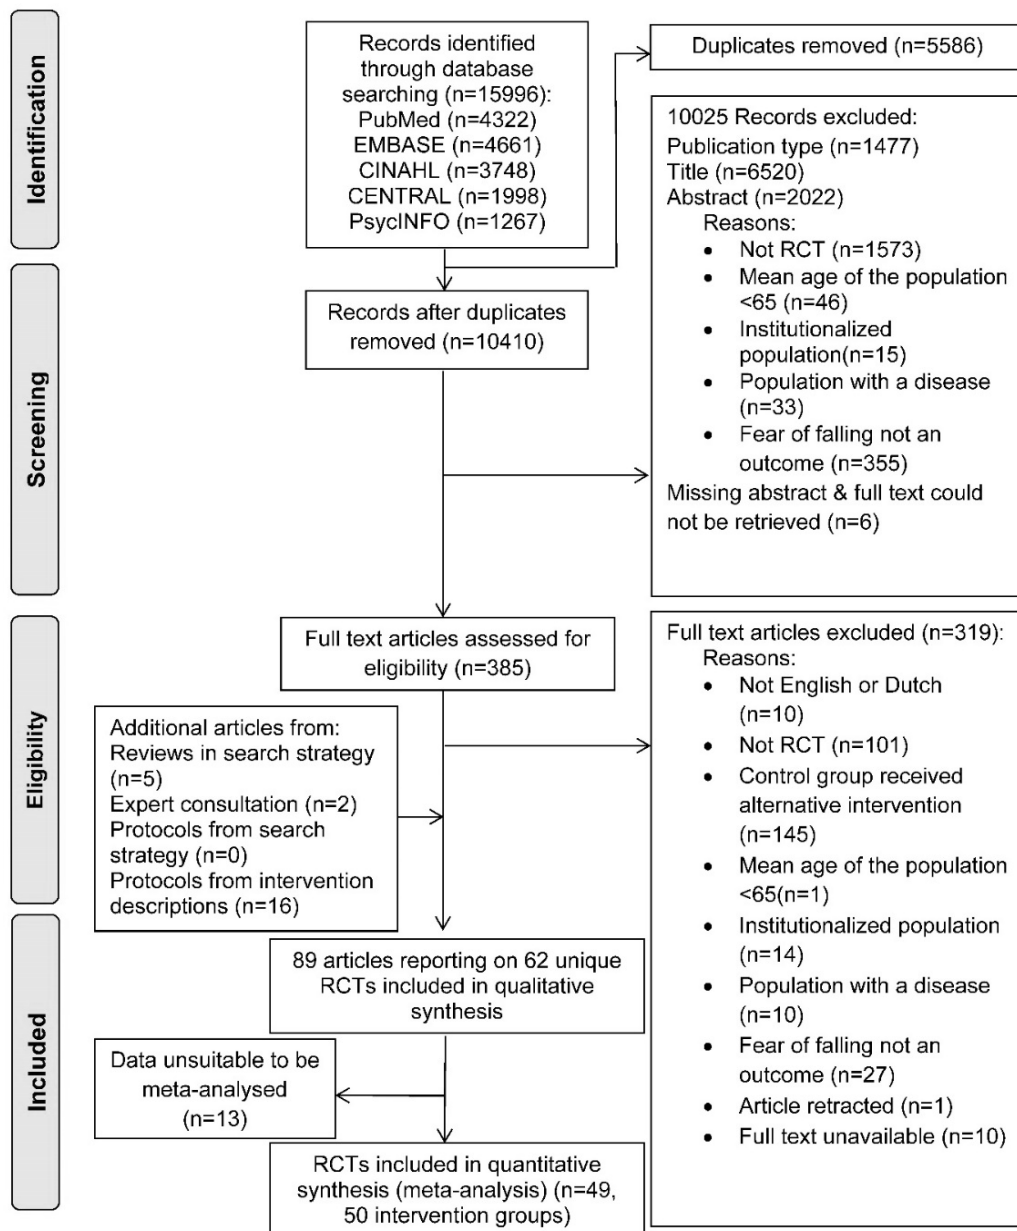 Identification
Records identified
through database
searching (n=15996):
PubMed (n=4322)
EMBASE (n=4661)
CINAHL (n=3748)
CENTRAL (n=1998)
PsycINFO (n=1267)
Duplicates removed (n=5586)
10025 Records excluded:
Publication type (n=1477)
Title (n=6520)
Abstract (n=2022)
Reasons:
• Not RCT (n=1573)
• Mean age of the population
<65 (n=46)
• Institutionalized
population(n=15)
• Population with a disease
(n=33)
• Fear of falling not an
outcome (n=355)
Missing abstract & full text could
not be retrieved (n=6)
Screening
Records after duplicates
removed (n=10410)
Eligibility
Full text articles assessed for
eligibility (n=385)
Full text articles excluded (n=319):
Reasons:
• Not English or Dutch
(n=10)
• Not RCT (n=101)
• Control group received
alternative intervention
(n=145)
• Mean age of the population
<65(n=1)
• Institutionalized population
(n=14)
• Population with a disease
(n=10)
• Fear of falling not an
outcome (n=27)
• Article retracted (n=1)
• Full text unavailable (n=10)
Additional articles from:
Reviews in search strategy
(n=5)
Expert consultation (n=2)
Protocols from search
strategy (n=0)
Protocols from intervention
descriptions (n=16)
Included
89 articles reporting on 62 unique
RCTs included in qualitative
synthesis
Data unsuitable to be
meta-analysed
(n=13)
RCTs included in quantitative
synthesis (meta-analysis) (n=49,
50 intervention groups)